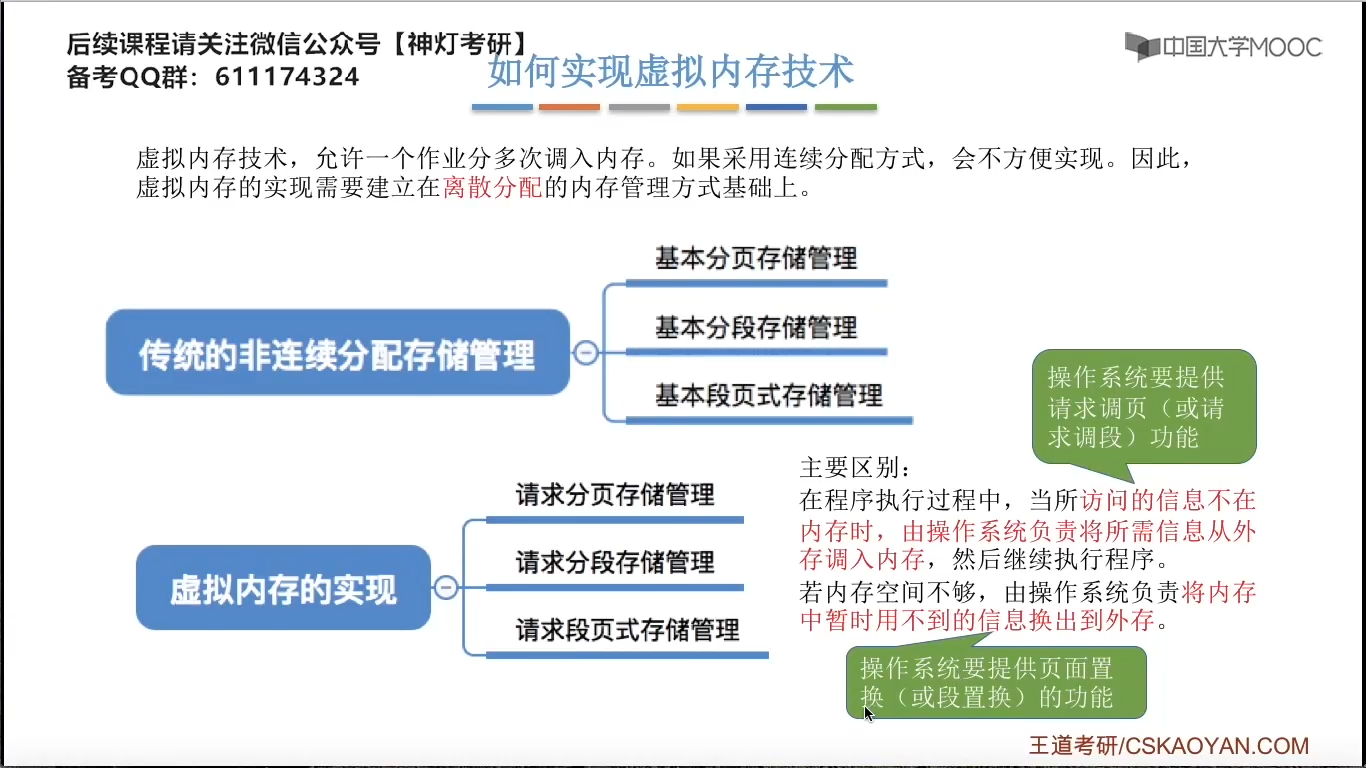 后续课程请关注微信公众号【神灯考研】
备考QQ群：611174324
中国大学MOOC
如何实现虚拟内存技术
虚拟内存技术，允许一个作业分多次调入内存。如果采用连续分配方式，会不方便实现。因此，
虚拟内存的实现需要建立在离散分配的内存管理方式基础上。
传统的非连续分配存储管理
基本分页存储管理
基本分段存储管理
基本段页式存储管理
虚拟内存的实现
请求分页存储管理
请求分段存储管理
请求段页式存储管理
操作系统要提供
请求调页（或请
求调段）功能
主要区别：
在程序执行过程中，当所访问的信息不在
内存时，由操作系统负责将所需信息从外
存调入内存，然后继续执行程序。
若内存空间不够，由操作系统负责将内存
中暂时用不到的信息换出到外存。
操作系统要提供页面置
换（或段置换）的功能
王道考研/CSKAOYAN.COM